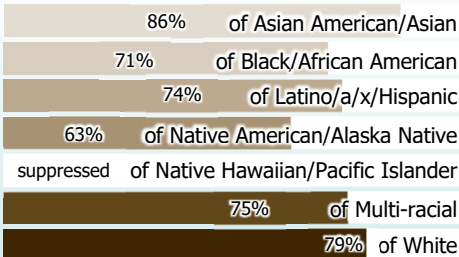 86% of Asian American/Asian
71% of Black/African American
74% of Latino/a/x/Hispanic
63% of Native American/Alaska Native
suppressed of Native Hawaiian/Pacific Islander
75% of Multi-racial
79% of White